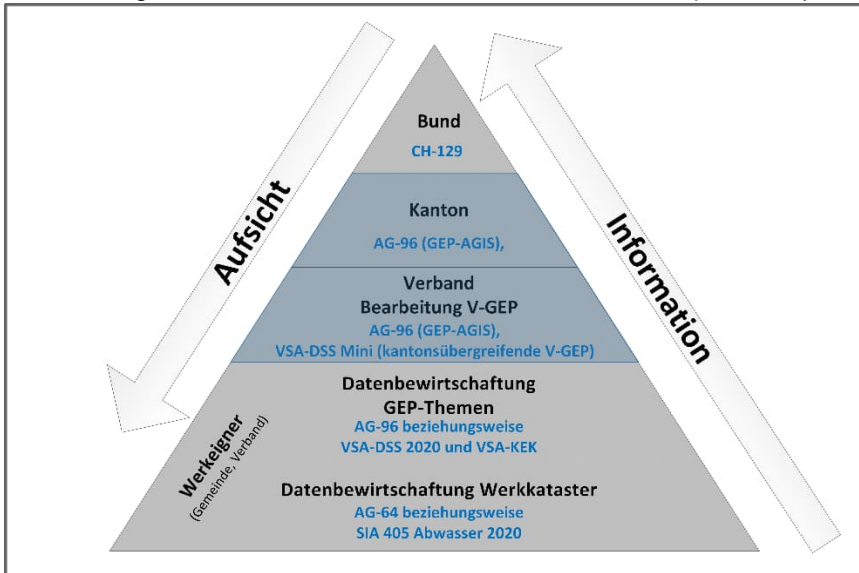 Bund
CH-129
Kanton
AG-96 (GEP-AGIS),
Verband
Bearbeitung V-GEP
AG-96 (GEP-AGIS),
VSA-DSS Mini (kantonsübergreifende V-GEP)
Datenbewirtschaftung
GEP-Themen
AG-96 beziehungsweise
VSA-DSS 2020 und VSA-KEK
Datenbewirtschaftung Werkkataster
AG-64 beziehungsweise
SIA 405 Abwasser 2020
Aufsicht
Information
Werkeigner
(Gemeinde, Verband)